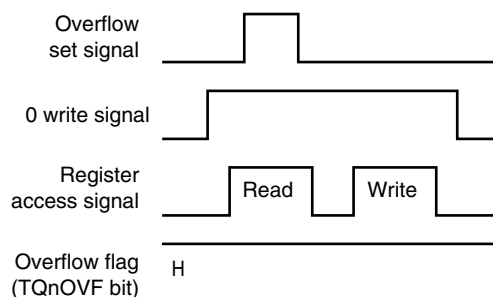 Overflow
set signal
0 write signal
Register
access signal
Read
Write
Overflow flag
(TQnOVF bit)
H